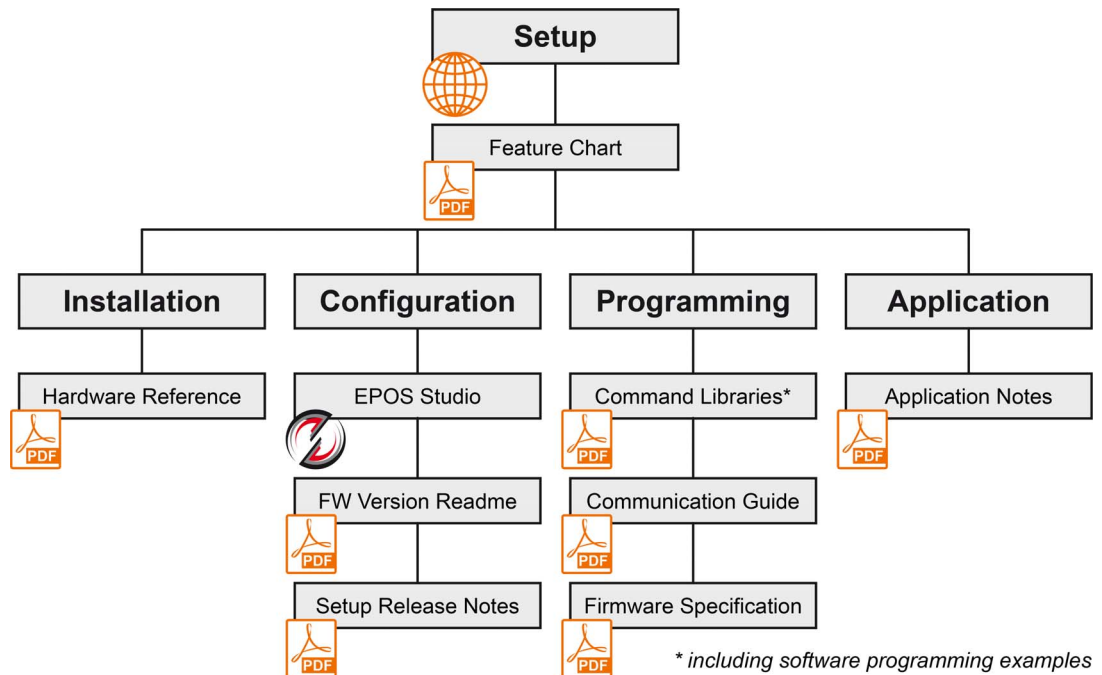 Setup
Feature Chart
PDF
Installation
Configuration
Programming
Application
Hardware Reference
PDF
EPOS Studio
Command Libraries*
PDF
Application Notes
PDF
FW Version Readme
PDF
Communication Guide
PDF
Setup Release Notes
PDF
Firmware Specification
PDF
* including software programming examples